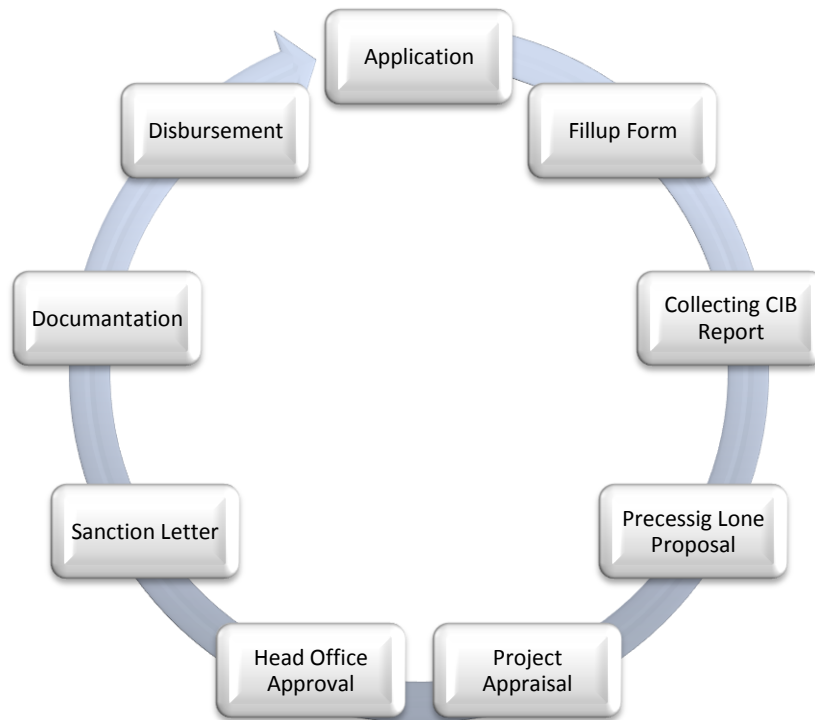 Application
Fillup Form
Collecting CIB
Report
Precessig Lone
Proposal
Project
Appraisal
Head Office
Approval
Sanction Letter
Documantation
Disbursement